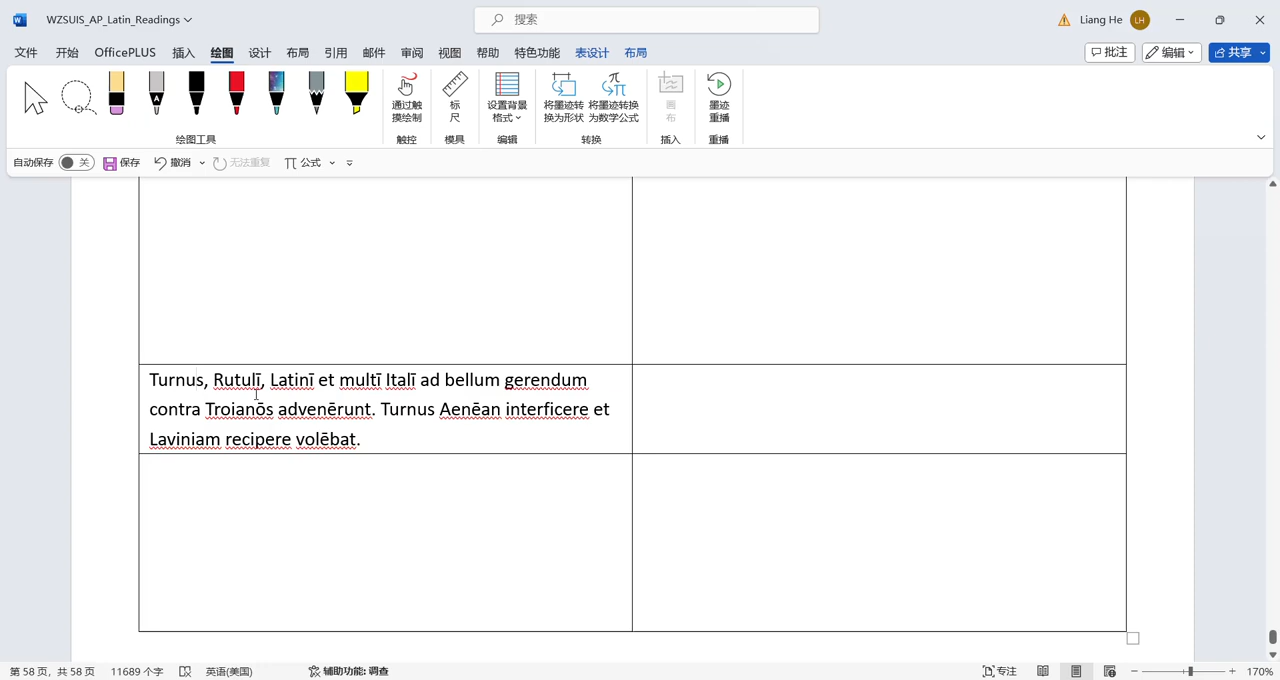 WZSUIS_AP_Latin_Readings
搜索
Liang He
LH
文件 开始 OfficePLUS 插入 绘图 设计 布局 引用 邮件 审阅 视图 帮助 特色功能 表设计 布局
批注 编辑 共享
通过触摸绘制
标尺
设置背景格式
将墨迹转换为形状
将墨迹转换为数学公式
画布
墨迹重播
绘图工具 触控 模具 编辑 转换 插入 重播
自动保存 关 保存 撤消 无法重复 公式
Turnus, Rutulī, Latinī et multī Italī ad bellum gerendum
contra Troianōs advenērunt. Turnus Aenēan interficere et
Laviniam recipere volēbat.
第 58 页，共 58 页 11689 个字 英语(美国) 辅助功能: 调查 专注 170%